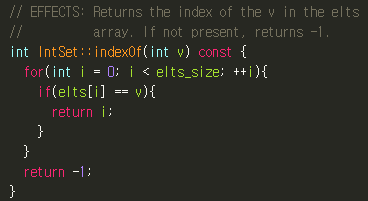 // EFFECTS: Returns the index of the v in the elts
//          array. If not present, returns -1.
int IntSet::indexOf(int v) const {
  for(int i = 0; i < elts_size; ++i){
    if(elts[i] == v){
      return i;
    }
  }
  return -1;
}